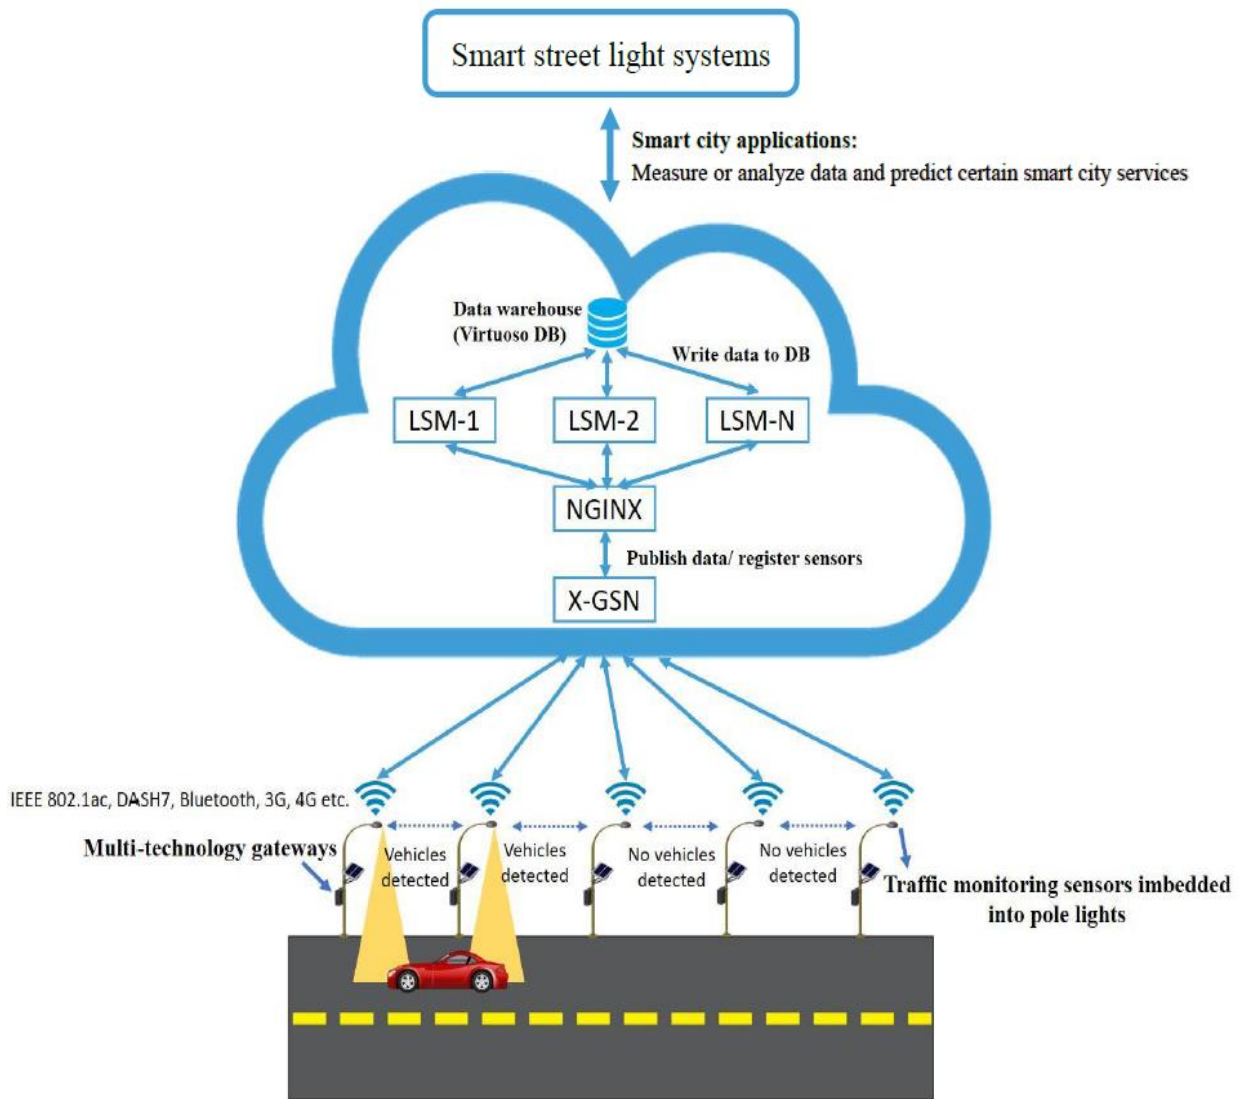 Smart street light systems
Smart city applications:
Measure or analyze data and predict certain smart city services
Data warehouse
(Virtuoso DB)
Write data to DB
LSM-1
LSM-2
LSM-N
NGINX
Publish data/ register sensors
X-GSN
IEEE 802.1ac, DASH7, Bluetooth, 3G, 4G etc.
Multi-technology gateways
Vehicles
detected
Vehicles
detected
No vehicles
detected
No vehicles
detected
Traffic monitoring sensors imbedded
into pole lights